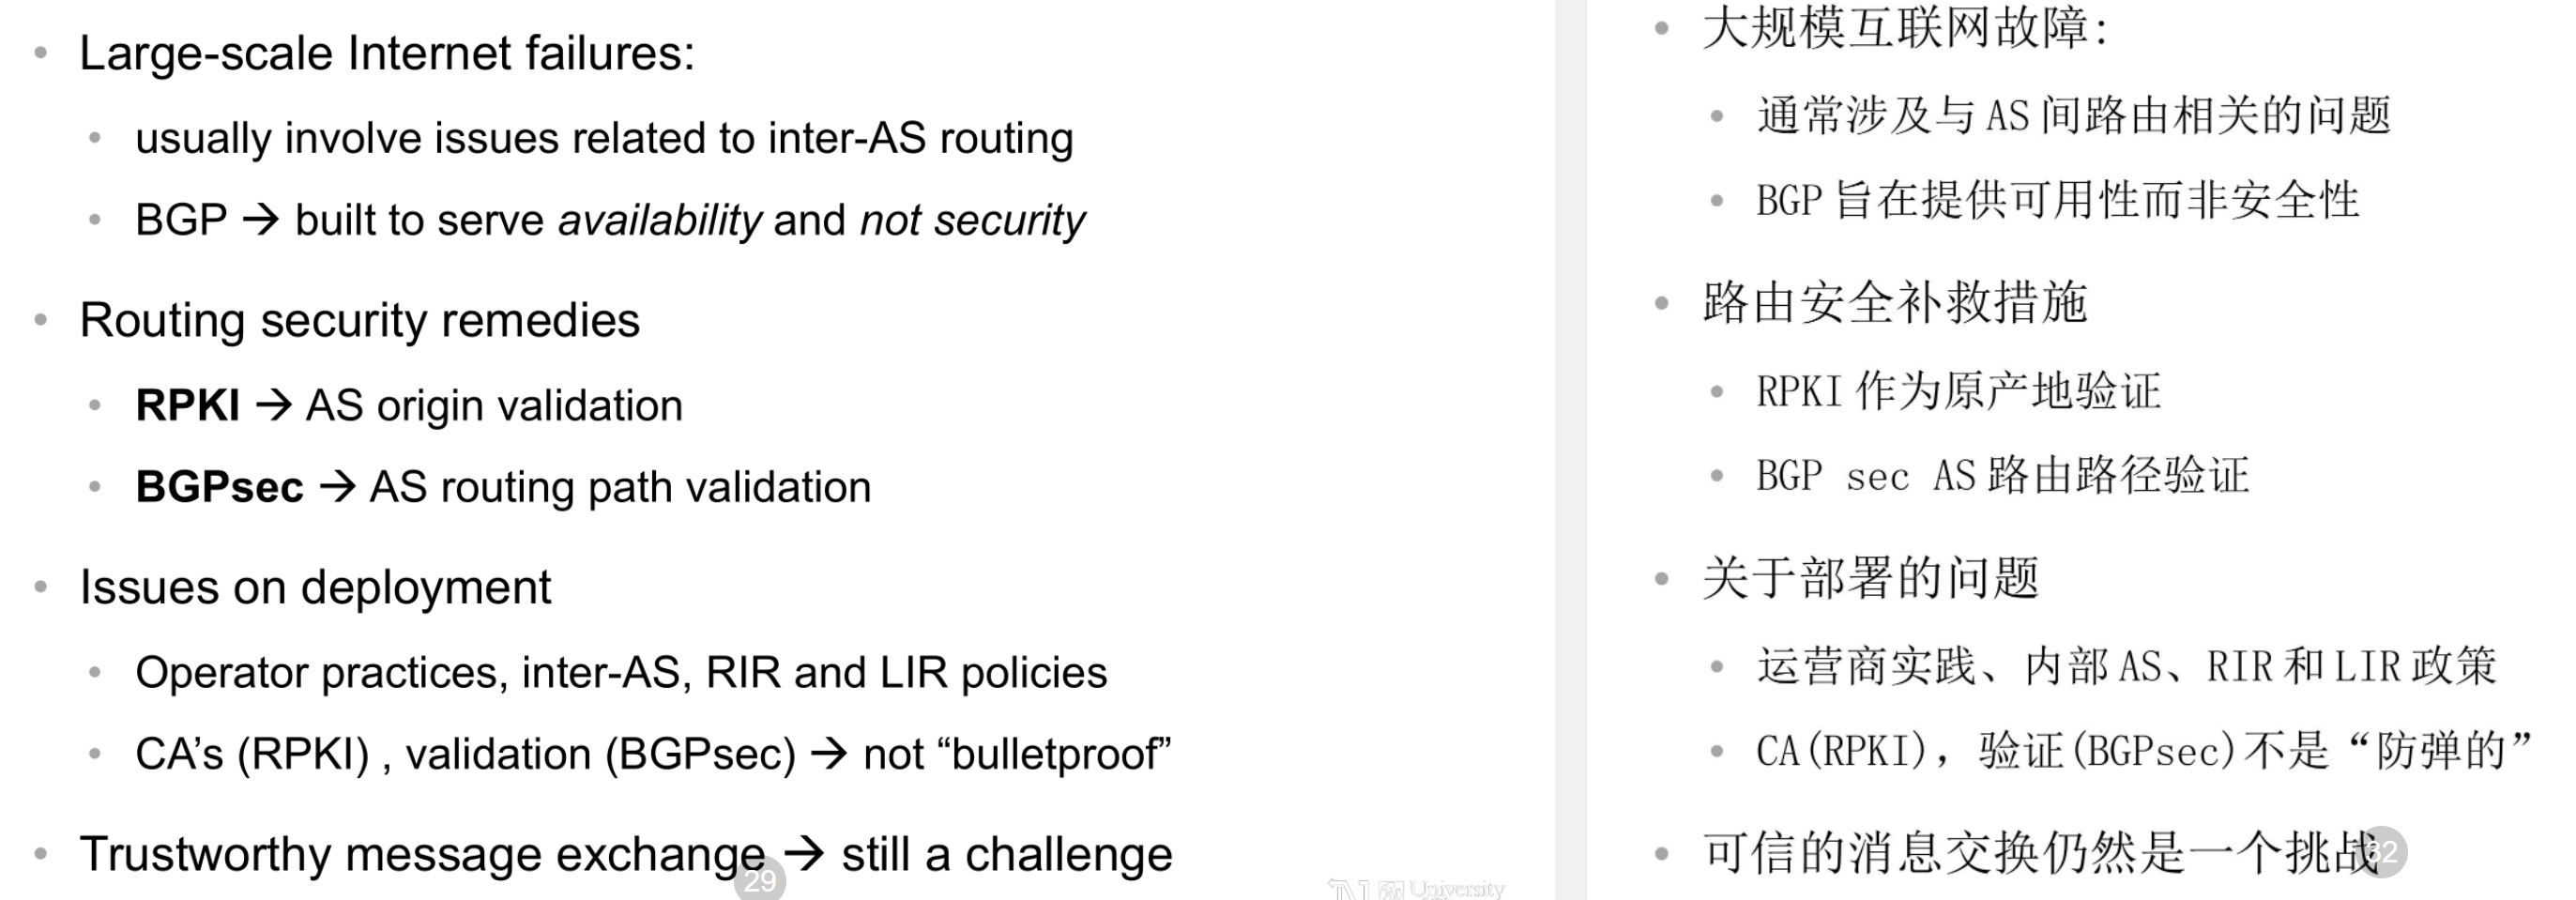 Large-scale Internet failures:
usually involve issues related to inter-AS routing
BGP → built to serve availability and not security
Routing security remedies
RPKI → AS origin validation
BGPsec → AS routing path validation
Issues on deployment
Operator practices, inter-AS, RIR and LIR policies
CA’s (RPKI) , validation (BGPsec) → not “bulletproof”
Trustworthy message exchange → still a challenge
29
University
大规模互联网故障:
通常涉及与 AS 间路由相关的问题
BGP 旨在提供可用性而非安全性
路由安全补救措施
RPKI 作为原产地验证
BGP sec AS 路由路径验证
关于部署的问题
运营商实践、内部 AS、RIR 和 LIR 政策
CA(RPKI)，验证(BGPsec)不是“防弹的”
可信的消息交换仍然是一个挑战
32